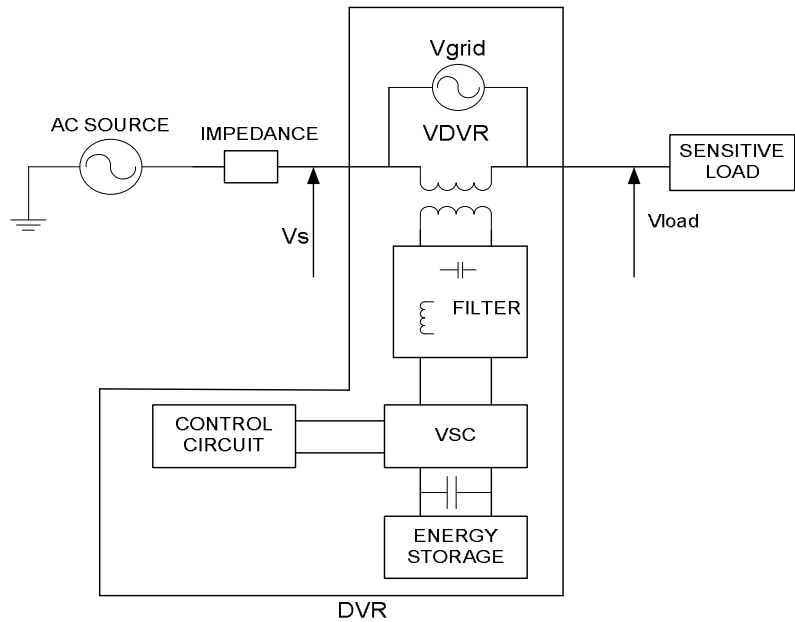 Vgrid
AC SOURCE
IMPEDANCE
VDVR
SENSITIVE
LOAD
Vs
Vload
FILTER
CONTROL
CIRCUIT
VSC
ENERGY
STORAGE
DVR